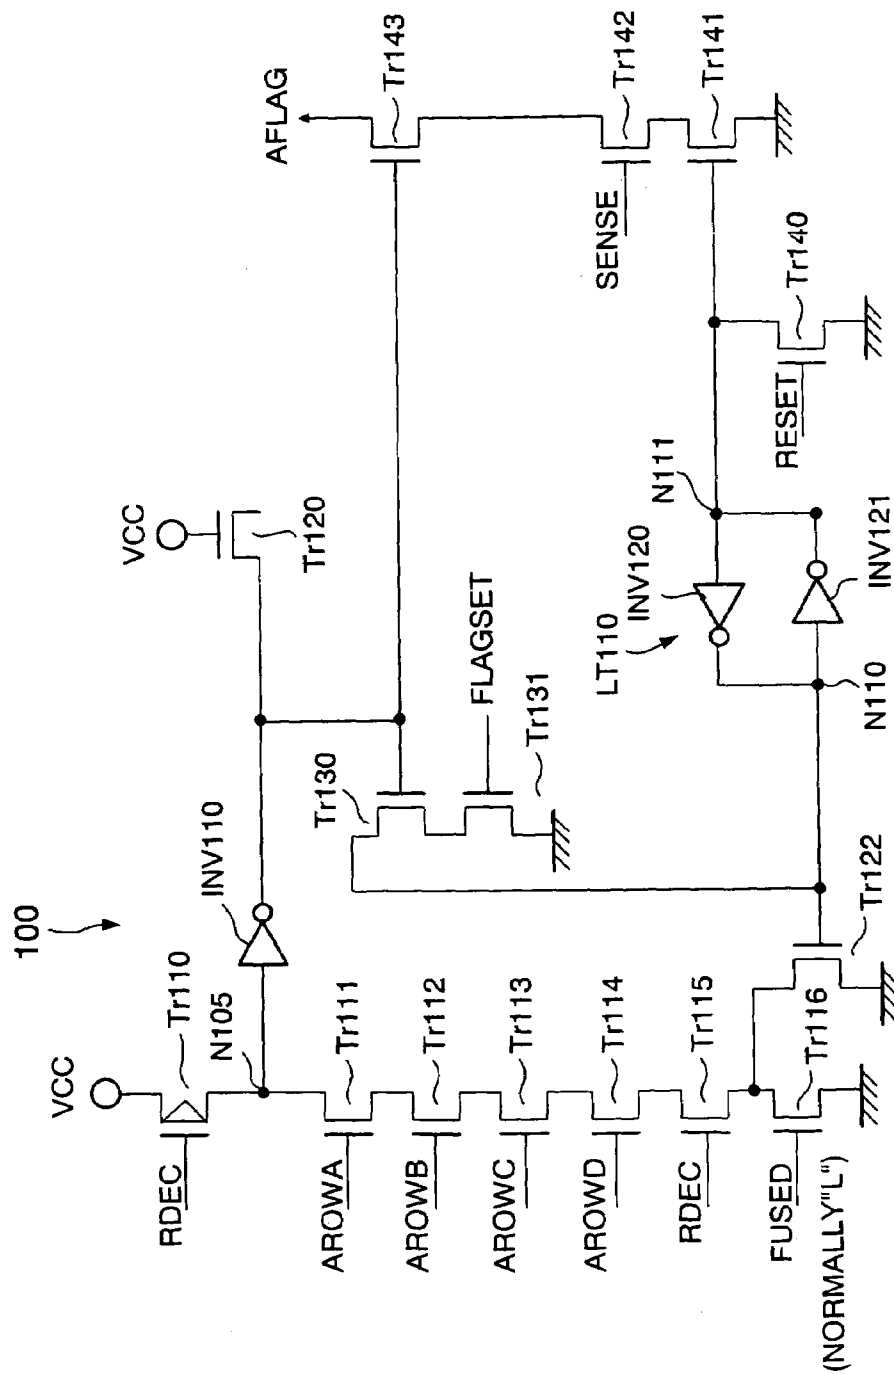 100
VCC
RDEC
Tr110
N105
INV110
VCC
Tr120
AFLAG
Tr143
AROWA
Tr111
AROWB
Tr112
AROWC
Tr113
AROWD
Tr114
RDEC
Tr115
FUSED
(NORMALLY"L")
Tr116
Tr122
Tr130
FLAGSET
Tr131
SENSE
Tr142
Tr141
LT110
INV120
N111
INV121
N110
RESET
Tr140